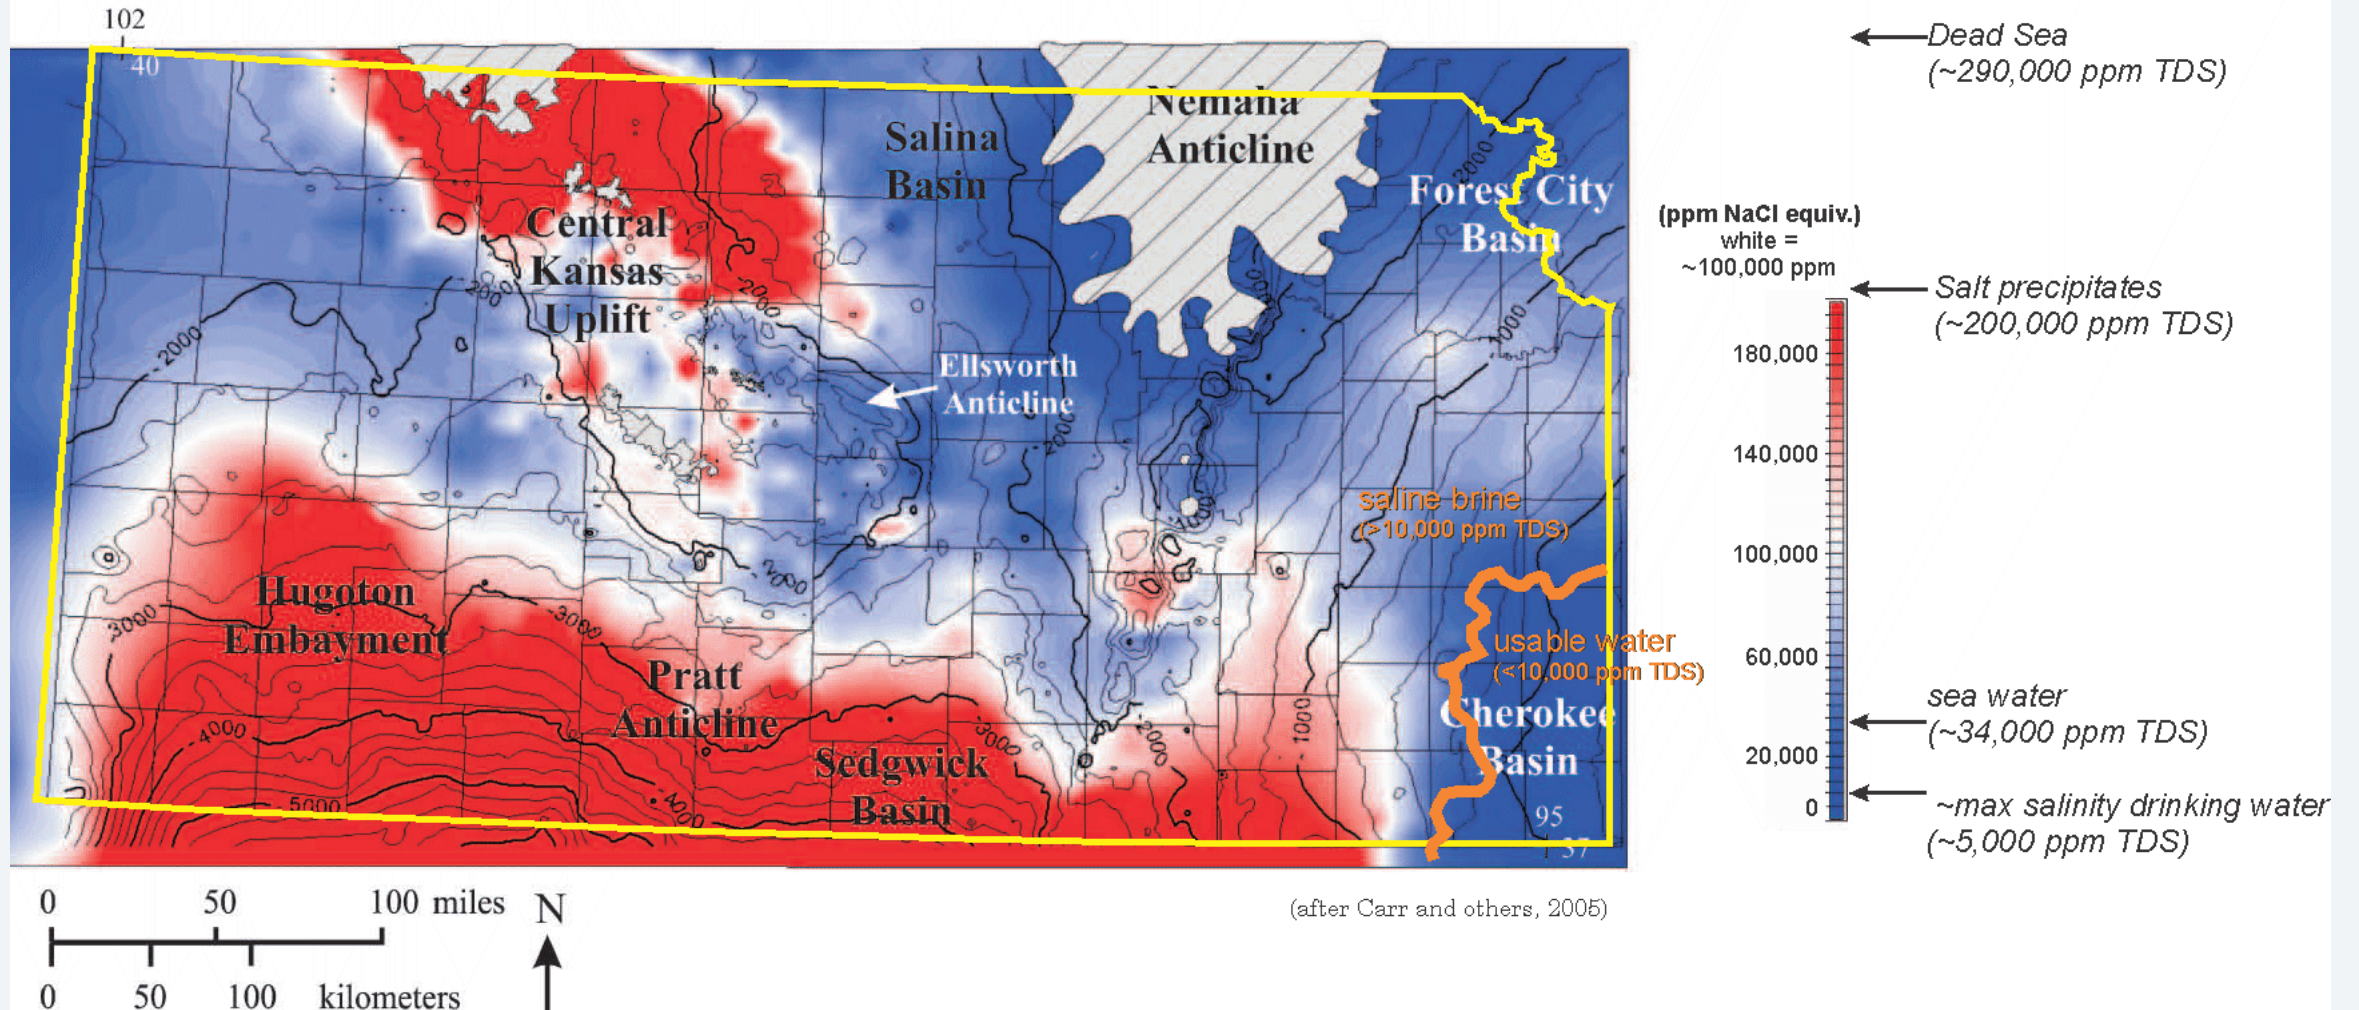 102
40
Salina
Basin
Nemaha
Anticline
Forest City
Basin
2000
Central
Kansas
Uplift
-200
-2000
-2000
Ellsworth
Anticline
-2000
1000
saline brine
(>10,000 ppm TDS)
-1000
Hugoton
Embayment
3000
-3000
-2000
Pratt
Anticline
Sedgwick
Basin
-4000
-5000
-4000
-3000
-2000
-1000
usable water
(<10,000 ppm TDS)
Cherokee
Basin
95
37
(ppm NaCl equiv.)
white =
~100,000 ppm
180,000
140,000
100,000
60,000
20,000
0
Dead Sea
(~290,000 ppm TDS)
Salt precipitates
(~200,000 ppm TDS)
sea water
(~34,000 ppm TDS)
~max salinity drinking water
(~5,000 ppm TDS)
(after Carr and others, 2005)
0 50 100 miles
N
0 50 100 kilometers